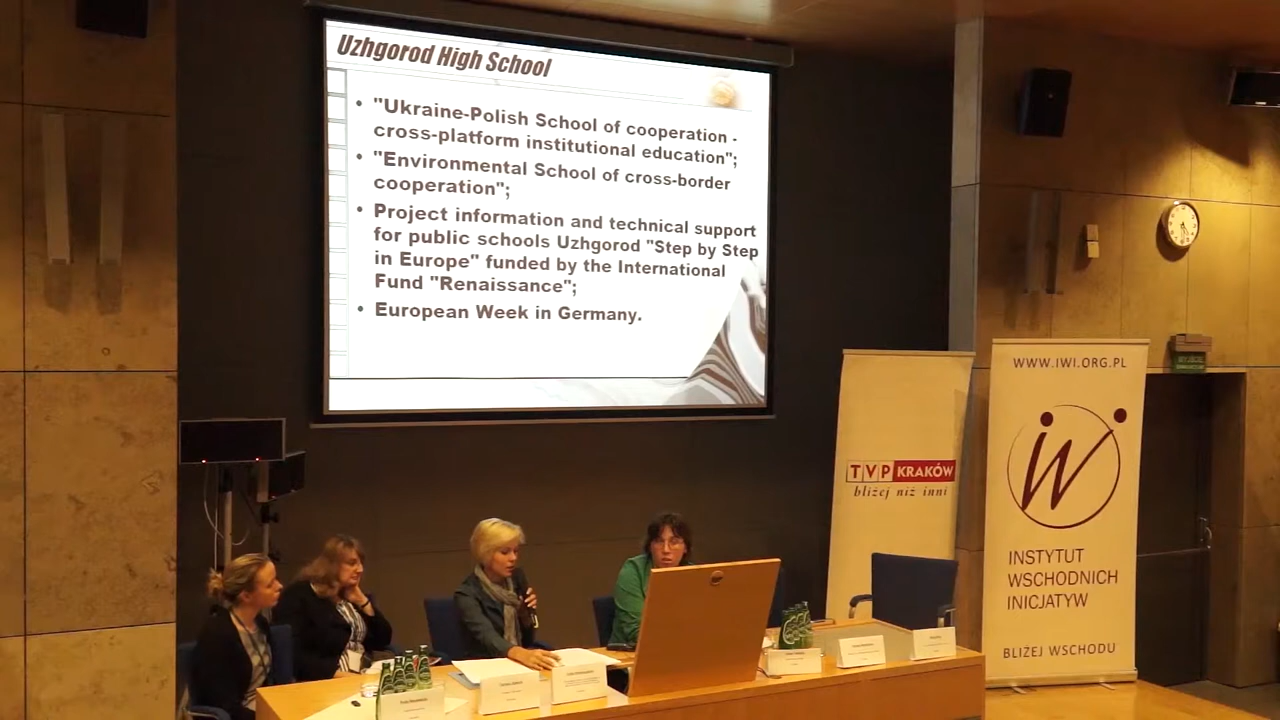 Uzhgorod High School
• "Ukraine-Polish School of cooperation -
cross-platform institutional education";
• "Environmental School of cross-border
cooperation";
• Project information and technical support
for public schools Uzhgorod "Step by Step
in Europe" funded by the International
Fund "Renaissance";
• European Week in Germany.
TVP KRAKÓW
bliżej niż inni
WWW.IWI.ORG.PL
INSTYTUT
WSCHODNICH
INICJATYW
BLIŻEJ WSCHODU
WYJŚCIE